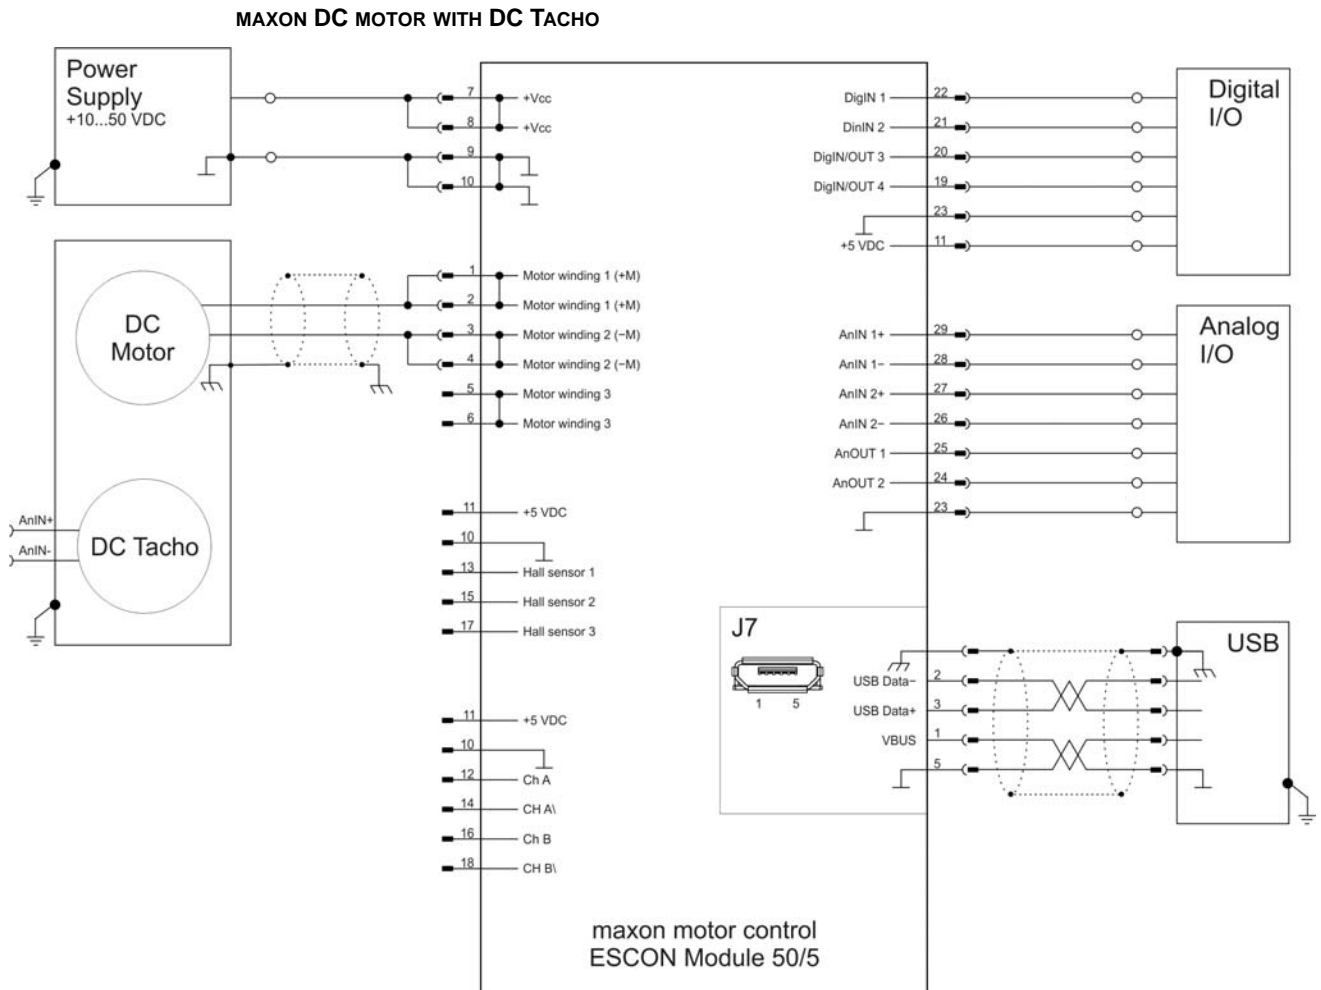 MAXON DC MOTOR WITH DC TACHO
Power
Supply
+10...50 VDC
7
+Vcc
8
+Vcc
9
10
DC
Motor
1
Motor winding 1 (+M)
2
Motor winding 1 (+M)
3
Motor winding 2 (−M)
4
Motor winding 2 (−M)
5
Motor winding 3
6
Motor winding 3
AnIN+
AnIN-
DC Tacho
11
+5 VDC
10
13
Hall sensor 1
15
Hall sensor 2
17
Hall sensor 3
11
+5 VDC
10
12
Ch A
14
CH A\
16
Ch B
18
CH B\
Digital
I/O
DigIN 1
22
DinIN 2
21
DigIN/OUT 3
20
DigIN/OUT 4
19
23
+5 VDC
11
Analog
I/O
AnIN 1+
29
AnIN 1−
28
AnIN 2+
27
AnIN 2−
26
AnOUT 1
25
AnOUT 2
24
23
J7
1 5
USB
USB Data−
2
USB Data+
3
VBUS
1
5
maxon motor control
ESCON Module 50/5